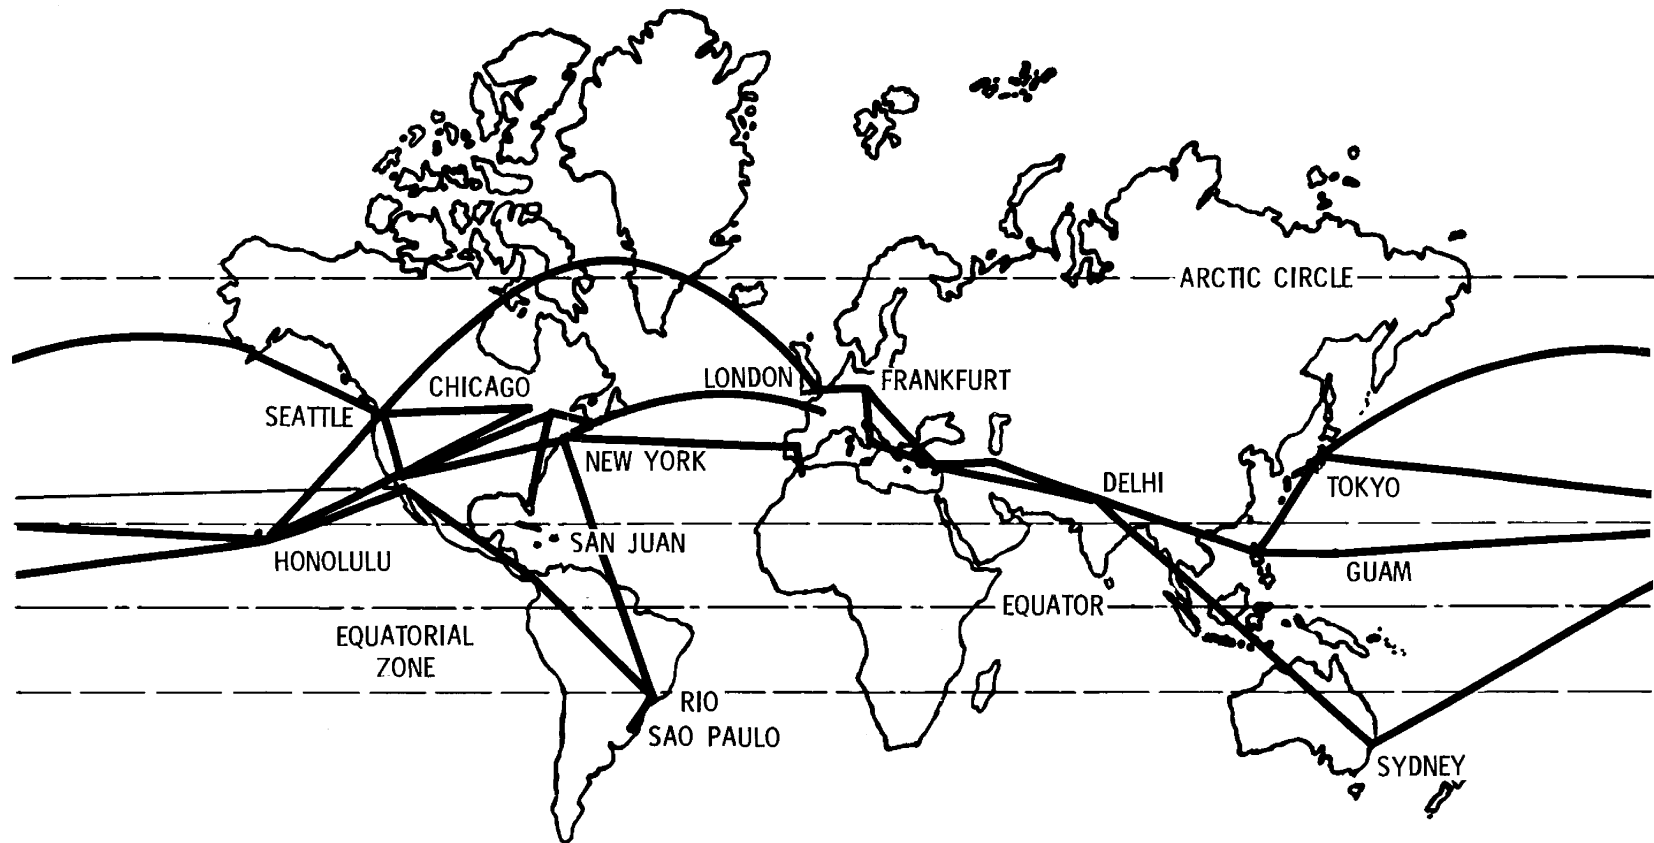 ARCTIC CIRCLE
CHICAGO
LONDON
FRANKFURT
SEATTLE
NEW YORK
DELHI
TOKYO
HONOLULU
SAN JUAN
GUAM
EQUATOR
EQUATORIAL
ZONE
RIO
SAO PAULO
SYDNEY